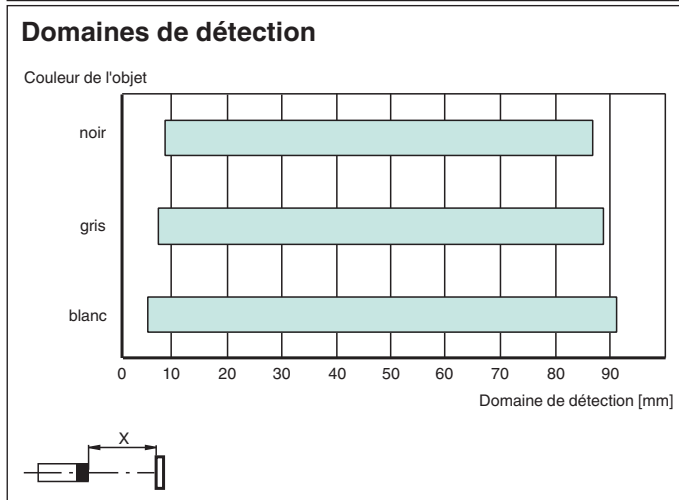 Domaines de détection
Couleur de l'objet
noir
gris
blanc
0 10 20 30 40 50 60 70 80 90
Domaine de détection [mm]
X